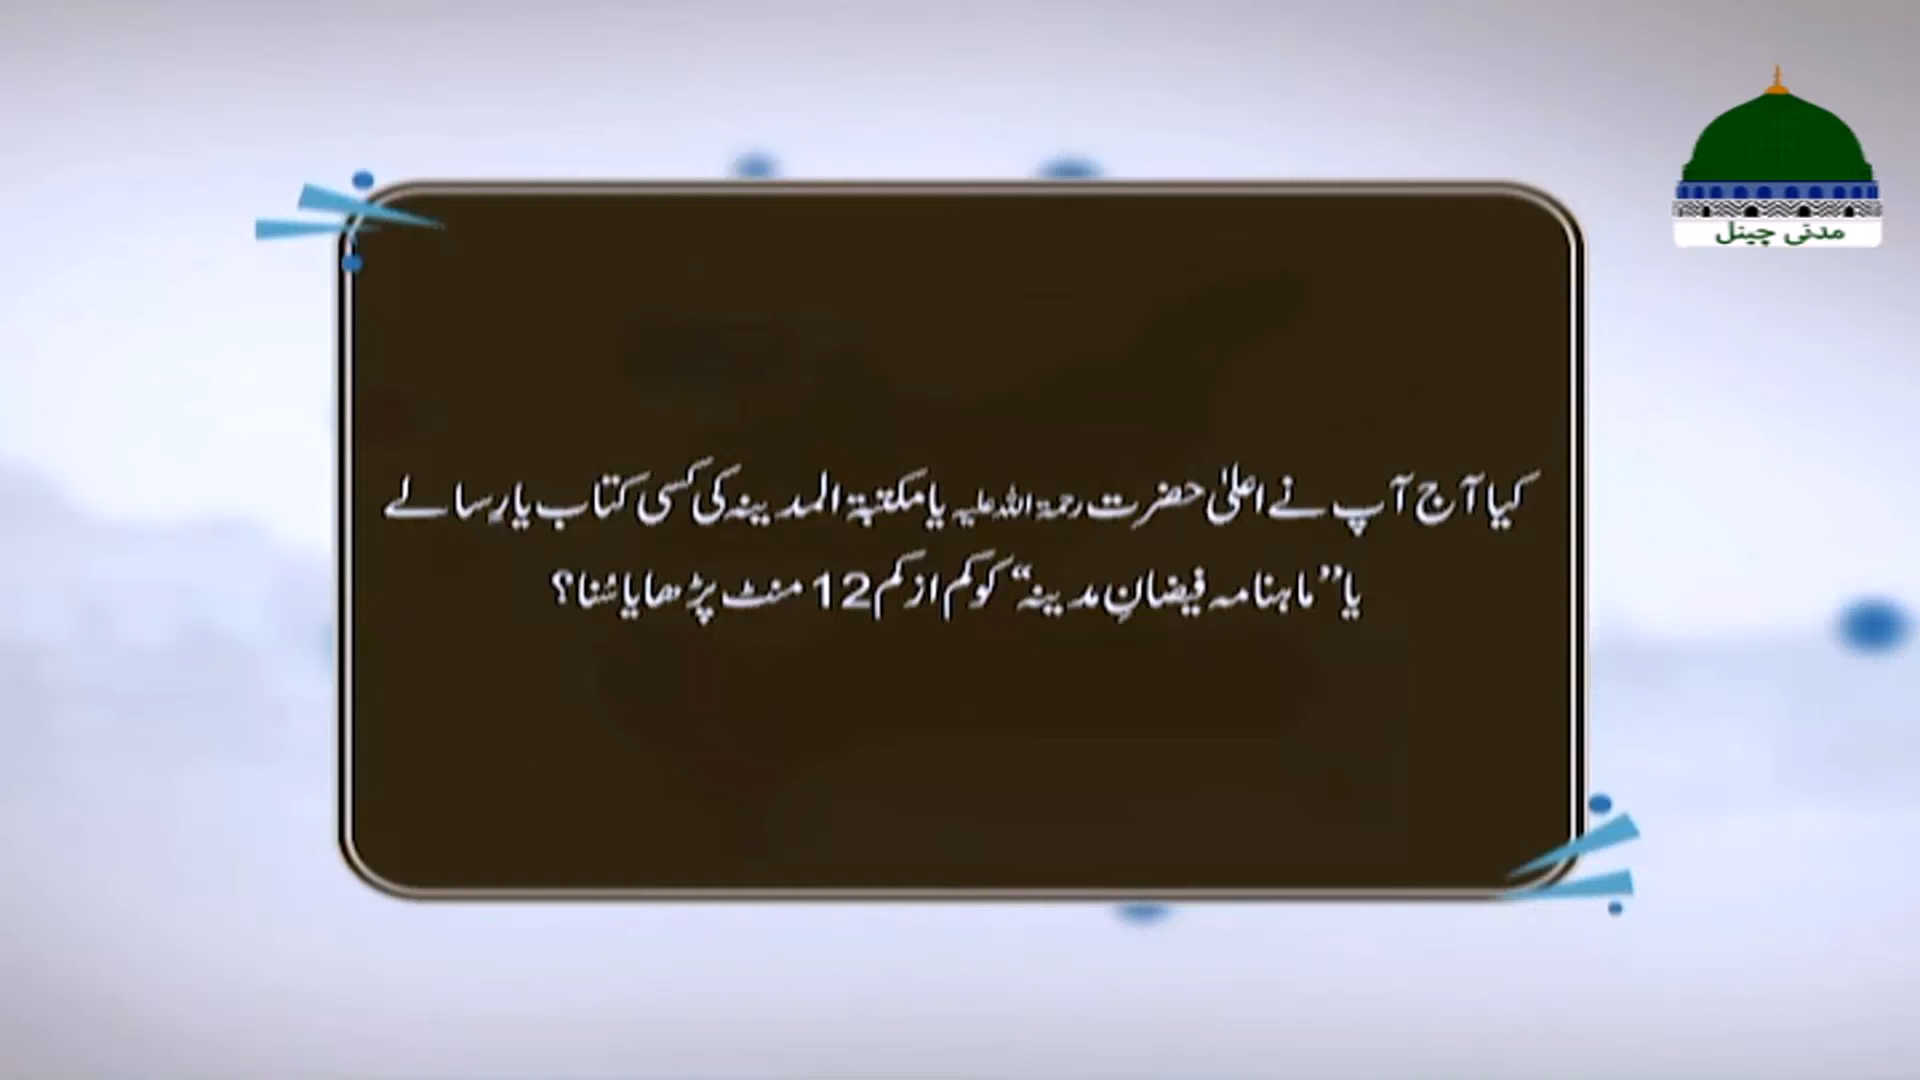 مدنی چینل
کیا آج آپ نے اعلیٰ حضرت رحمۃ اللہ علیہ یا مکتبۃ المدینہ کی کسی کتاب یا رِسالے
یا ”ماہنامہ فیضانِ مدینہ“ کو کم از کم 12 منٹ پڑھا یا سُنا؟